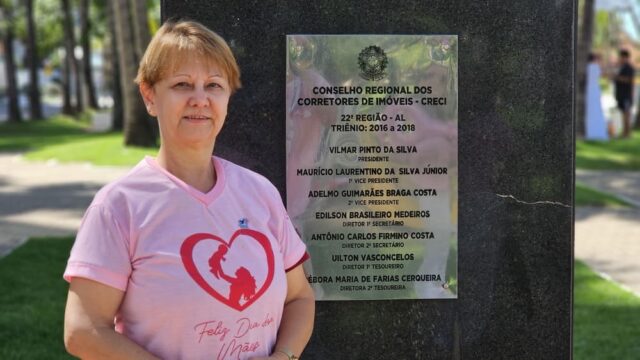 CONSELHO REGIONAL DOS
CORRETORES DE IMÓVEIS - CRECI
22ª REGIÃO - AL
TRIÊNIO: 2016 a 2018
VILMAR PINTO DA SILVA
PRESIDENTE
MAURÍCIO LAURENTINO DA SILVA JÚNIOR
1º VICE PRESIDENTE
ADELMO GUIMARÃES BRAGA COSTA
2º VICE PRESIDENTE
EDILSON BRASILEIRO MEDEIROS
DIRETOR 1º SECRETÁRIO
ANTÔNIO CARLOS FIRMINO COSTA
DIRETOR 2º SECRETÁRIO
UILTON VASCONCELOS
DIRETOR 1º TESOUREIRO
ÉBORA MARIA DE FARIAS CERQUEIRA
DIRETORA 2ª TESOUREIRA
Feliz Dia das
Mães